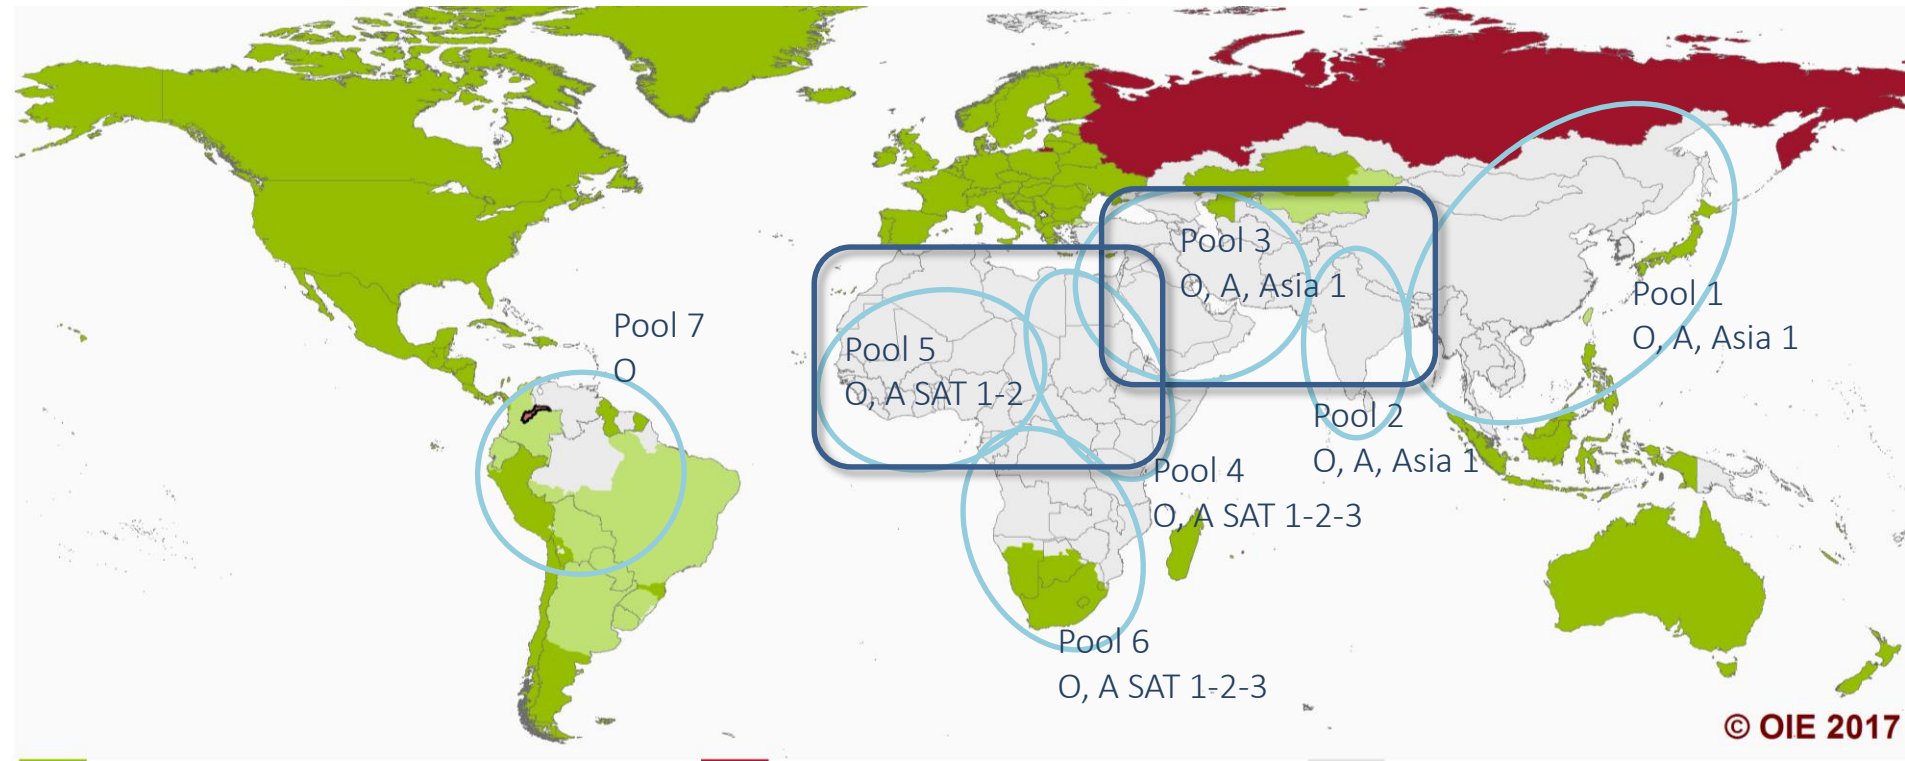 Pool 3
O, A, Asia 1
Pool 1
O, A, Asia 1
Pool 7
O
Pool 5
O, A SAT 1-2
Pool 2
O, A, Asia 1
Pool 4
O, A SAT 1-2-3
Pool 6
O, A SAT 1-2-3
© OIE 2017